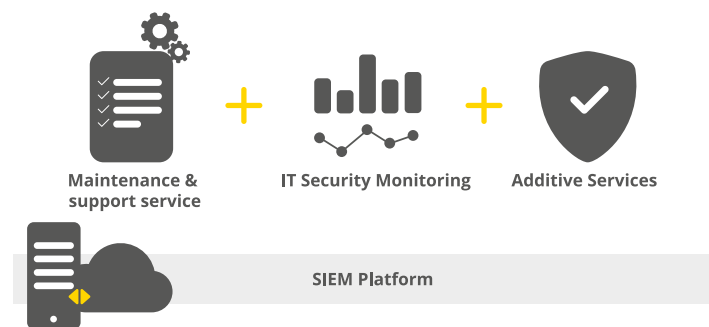 Maintenance &
support service
IT Security Monitoring
Additive Services
SIEM Platform